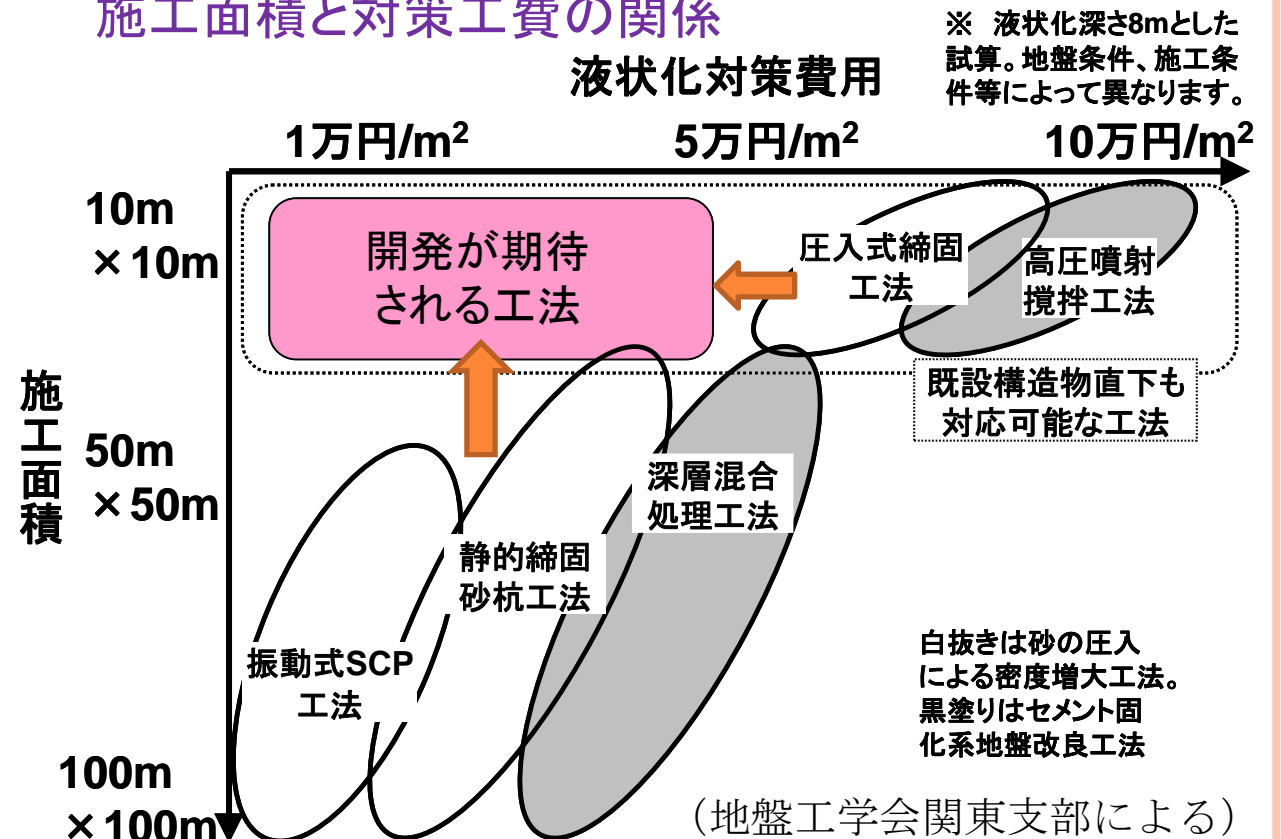 施工面積と対策工費の関係
※ 液状化深さ8mとした
試算。地盤条件、施工条
件等によって異なります。
液状化対策費用
1万円/m² 5万円/m² 10万円/m²
10m
×10m
開発が期待
される工法
圧入式締固
工法
高圧噴射
撹拌工法
既設構造物直下も
対応可能な工法
施工面積
50m
×50m
深層混合
処理工法
静的締固
砂杭工法
振動式SCP
工法
白抜きは砂の圧入
による密度増大工法。
黒塗りはセメント固
化系地盤改良工法
100m
×100m
（地盤工学会関東支部による）